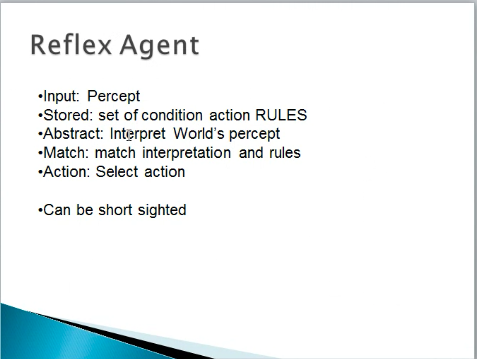 Reflex Agent
•Input: Percept
•Stored: set of condition action RULES
•Abstract: Interpret World's percept
•Match: match interpretation and rules
•Action: Select action
•Can be short sighted